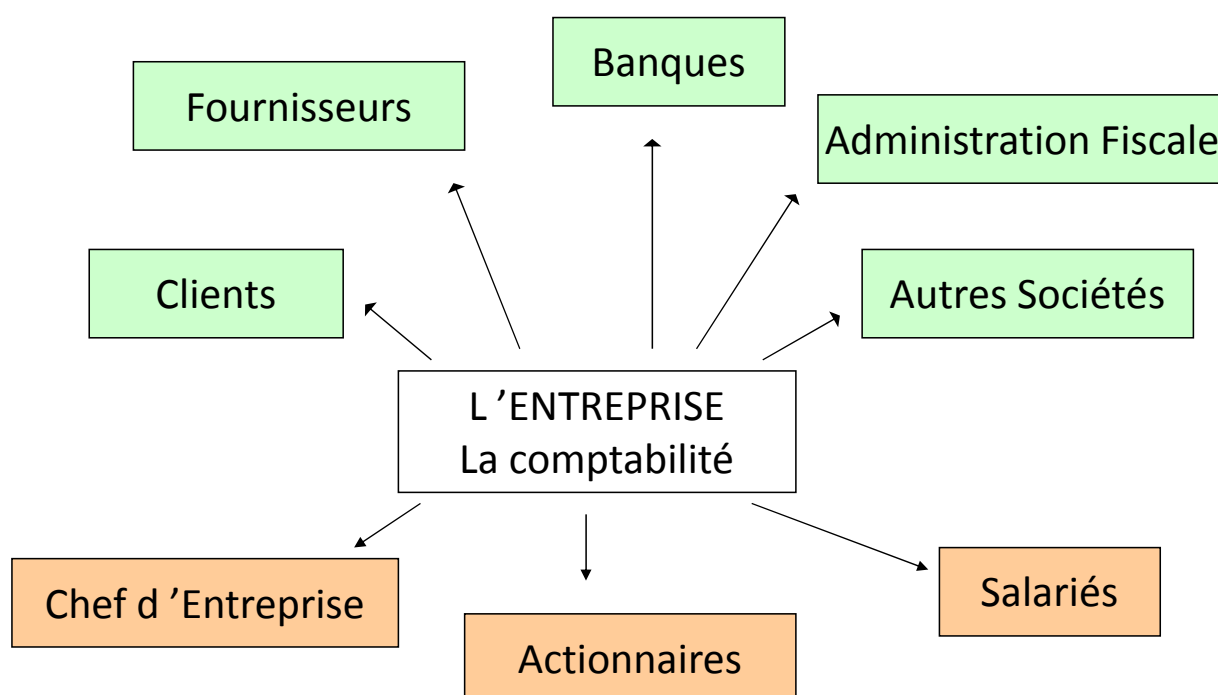 Banques
Fournisseurs
Administration Fiscale
Clients
Autres Sociétés
L ’ENTREPRISE
La comptabilité
Chef d ’Entreprise
Salariés
Actionnaires